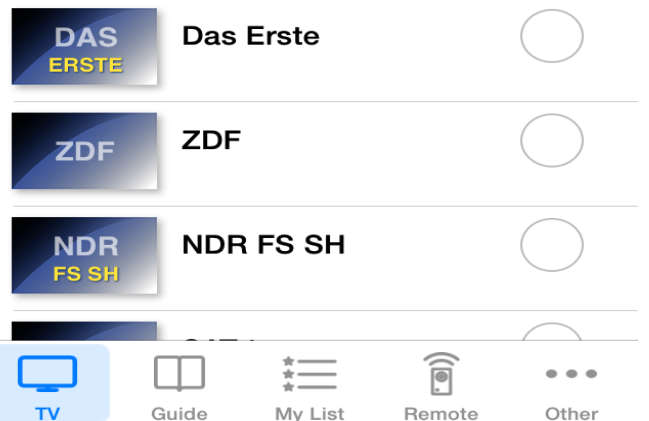 DAS
ERSTE
Das Erste
ZDF
ZDF
NDR
FS SH
NDR FS SH
TV
Guide
My List
Remote
Other